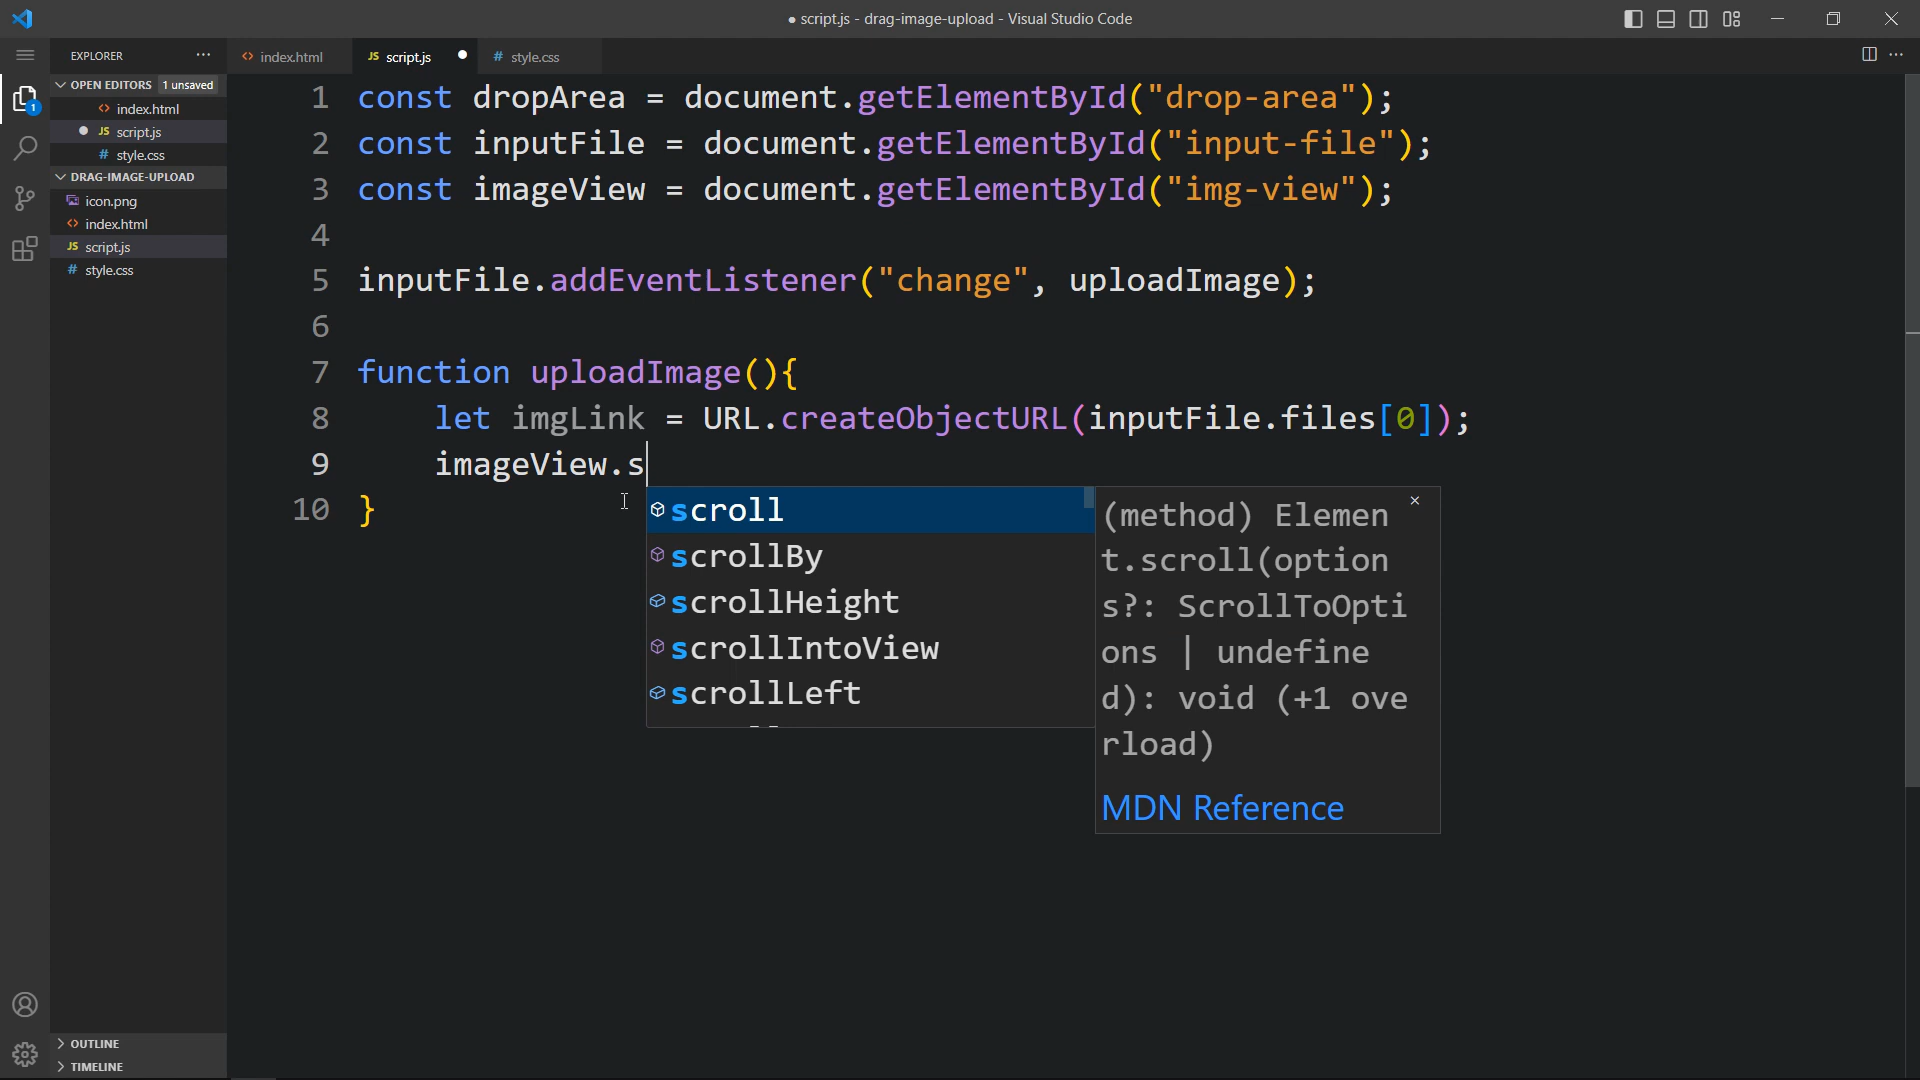 ● script.js - drag-image-upload - Visual Studio Code
EXPLORER
OPEN EDITORS 1 unsaved
<> index.html
● JS script.js
# style.css
DRAG-IMAGE-UPLOAD
icon.png
<> index.html
JS script.js
# style.css
OUTLINE
TIMELINE
1
<> index.html JS script.js ● # style.css
1 const dropArea = document.getElementById("drop-area");
2 const inputFile = document.getElementById("input-file");
3 const imageView = document.getElementById("img-view");
4
5 inputFile.addEventListener("change", uploadImage);
6
7 function uploadImage(){
8 let imgLink = URL.createObjectURL(inputFile.files[0]);
9 imageView.s
10 }
scroll
scrollBy
scrollHeight
scrollIntoView
scrollLeft
(method) Elemen
t.scroll(option
s?: ScrollToOpti
ons | undefine
d): void (+1 ove
rload)
MDN Reference